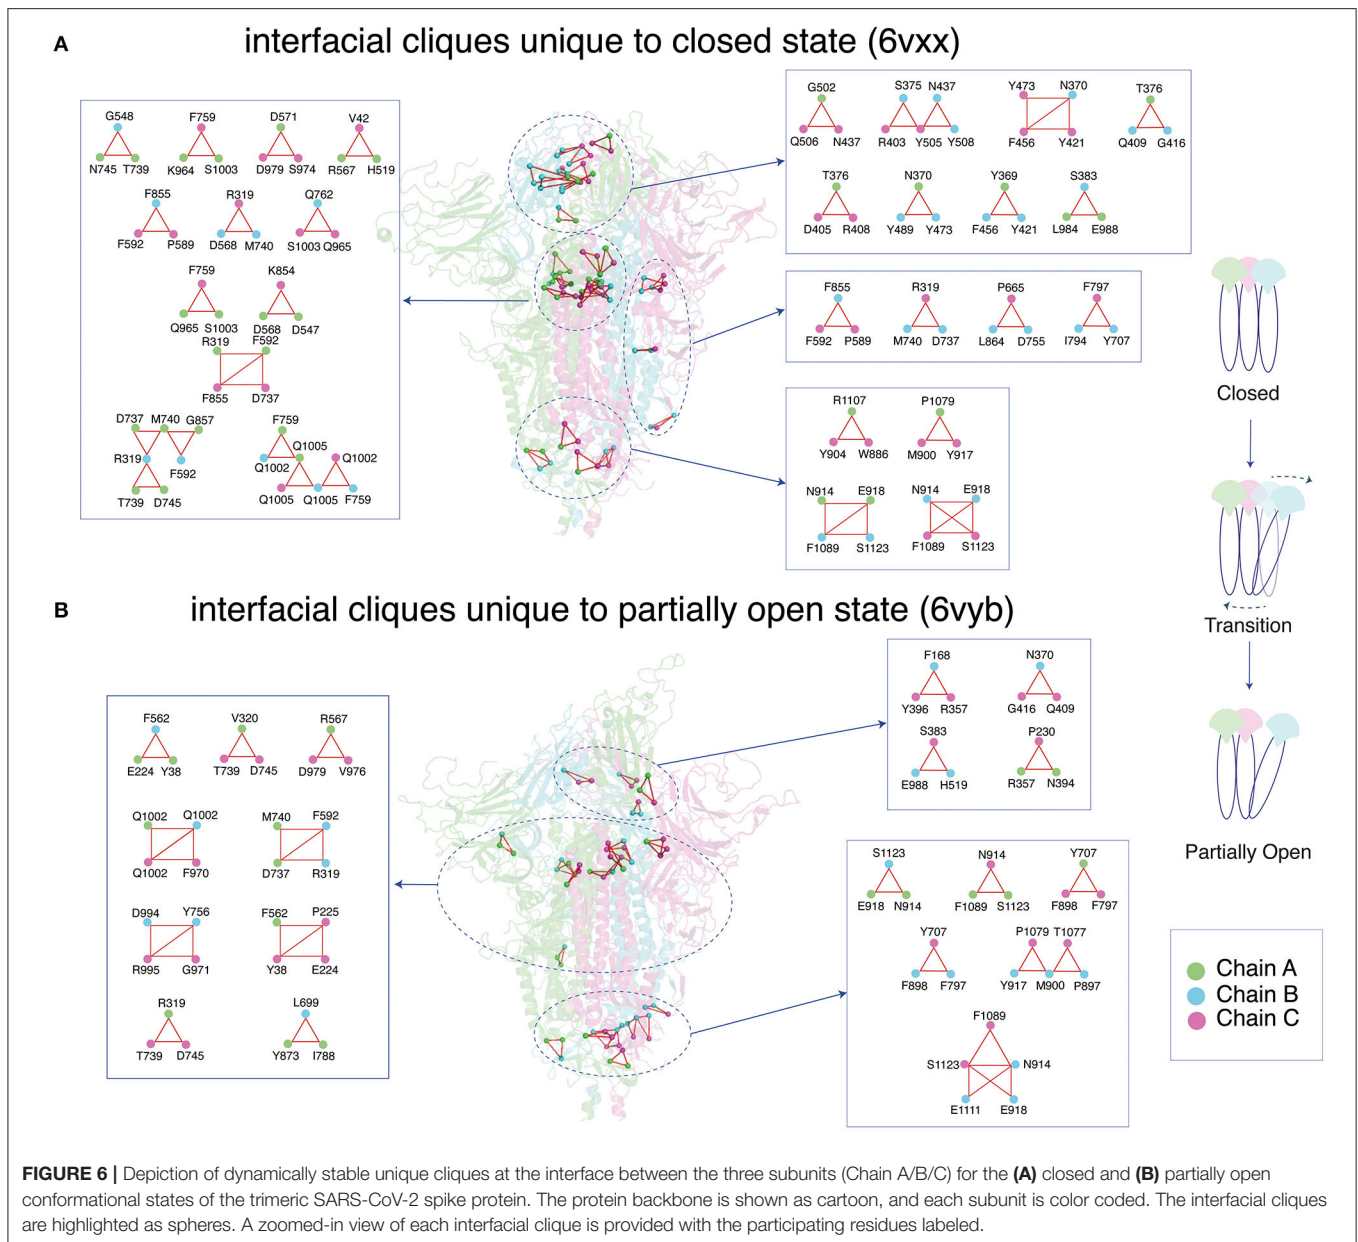 A
interfacial cliques unique to closed state (6vxx)
G548 F759 D571 V42
N745 T739 K964 S1003 D979 S974 R567 H519
F855 R319 Q762
F592 P589 D568 M740 S1003 Q965
F759 K854
Q965 S1003 D568 D547
R319 F592
F855 D737
D737 M740 G857 F759
R319 F592 Q1002 Q1005 Q1002
T739 D745 Q1005 Q1005 F759
G502 S375 N437 Y473 N370 T376
Q506 N437 R403 Y505 Y508 F456 Y421 Q409 G416
T376 N370 Y369 S383
D405 R408 Y489 Y473 F456 Y421 L984 E988
F855 R319 P665 F797
F592 P589 M740 D737 L864 D755 I794 Y707
R1107 P1079
Y904 W886 M900 Y917
N914 E918 N914 E918
F1089 S1123 F1089 S1123
Closed
Transition
Partially Open
B
interfacial cliques unique to partially open state (6vyb)
F562 V320 R567
E224 Y38 T739 D745 D979 V976
Q1002 Q1002 M740 F592
Q1002 F970 D737 R319
D994 Y756 F562 P225
R995 G971 Y38 E224
R319 L699
T739 D745 Y873 I788
F168 N370
Y396 R357 G416 Q409
S383 P230
E988 H519 R357 N394
S1123 N914 Y707
E918 N914 F1089 S1123 F898 F797
Y707 P1079 T1077
F898 F797 Y917 M900 P897
F1089
S1123 N914
E1111 E918
Chain A
Chain B
Chain C
FIGURE 6 | Depiction of dynamically stable unique cliques at the interface between the three subunits (Chain A/B/C) for the (A) closed and (B) partially open
conformational states of the trimeric SARS-CoV-2 spike protein. The protein backbone is shown as cartoon, and each subunit is color coded. The interfacial cliques
are highlighted as spheres. A zoomed-in view of each interfacial clique is provided with the participating residues labeled.